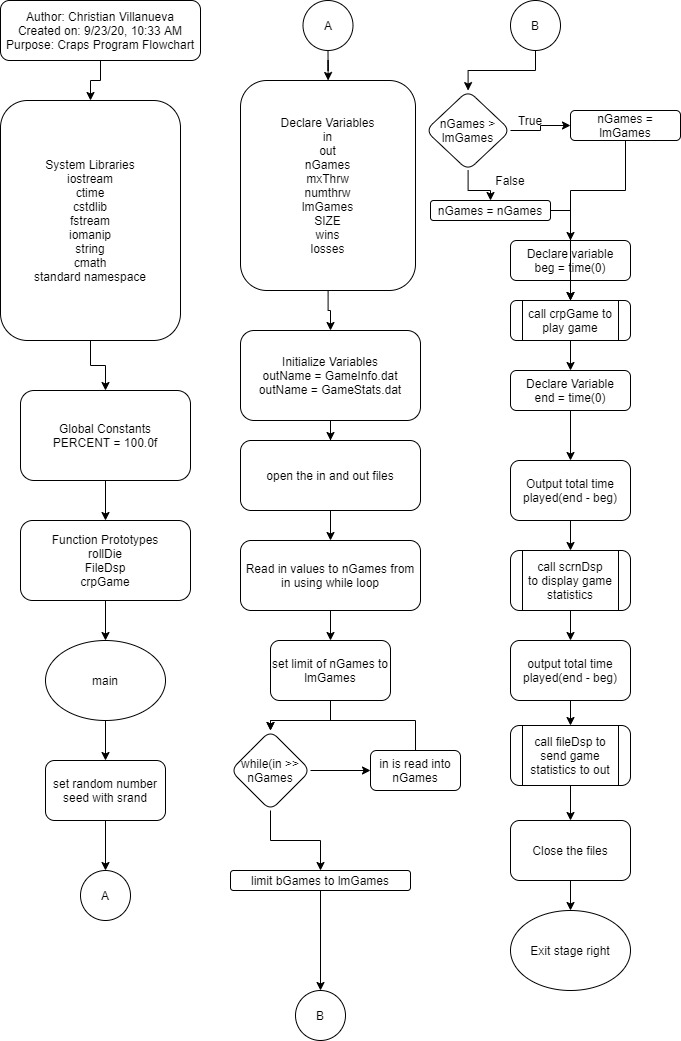 Author: Christian Villanueva
Created on: 9/23/20, 10:33 AM
Purpose: Craps Program Flowchart
System Libraries
iostream
ctime
cstdlib
fstream
iomanip
string
cmath
standard namespace
Global Constants
PERCENT = 100.0f
Function Prototypes
rollDie
FileDsp
crpGame
main
set random number
seed with srand
A
A
Declare Variables
in
out
nGames
mxThrw
numthrw
lmGames
SIZE
wins
losses
Initialize Variables
outName = GameInfo.dat
outName = GameStats.dat
open the in and out files
Read in values to nGames from
in using while loop
set limit of nGames to
lmGames
while(in >>
nGames
in is read into
nGames
limit bGames to lmGames
B
B
nGames >
lmGames
True
nGames =
lmGames
False
nGames = nGames
Declare variable
beg = time(0)
call crpGame to
play game
Declare Variable
end = time(0)
Output total time
played(end - beg)
call scrnDsp
to display game
statistics
output total time
played(end - beg)
call fileDsp to
send game
statistics to out
Close the files
Exit stage right